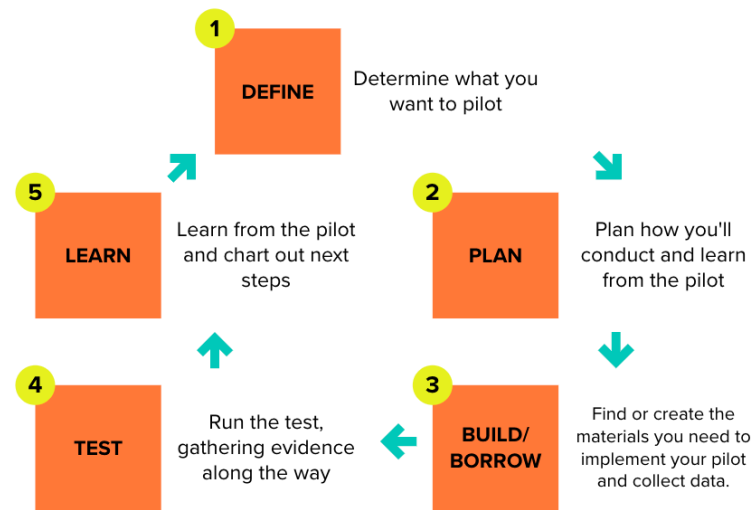 1
DEFINE
Determine what you
want to pilot
2
PLAN
Plan how you'll
conduct and learn
from the pilot
3
BUILD/
BORROW
Find or create the
materials you need to
implement your pilot
and collect data.
4
TEST
Run the test,
gathering evidence
along the way
5
LEARN
Learn from the pilot
and chart out next
steps